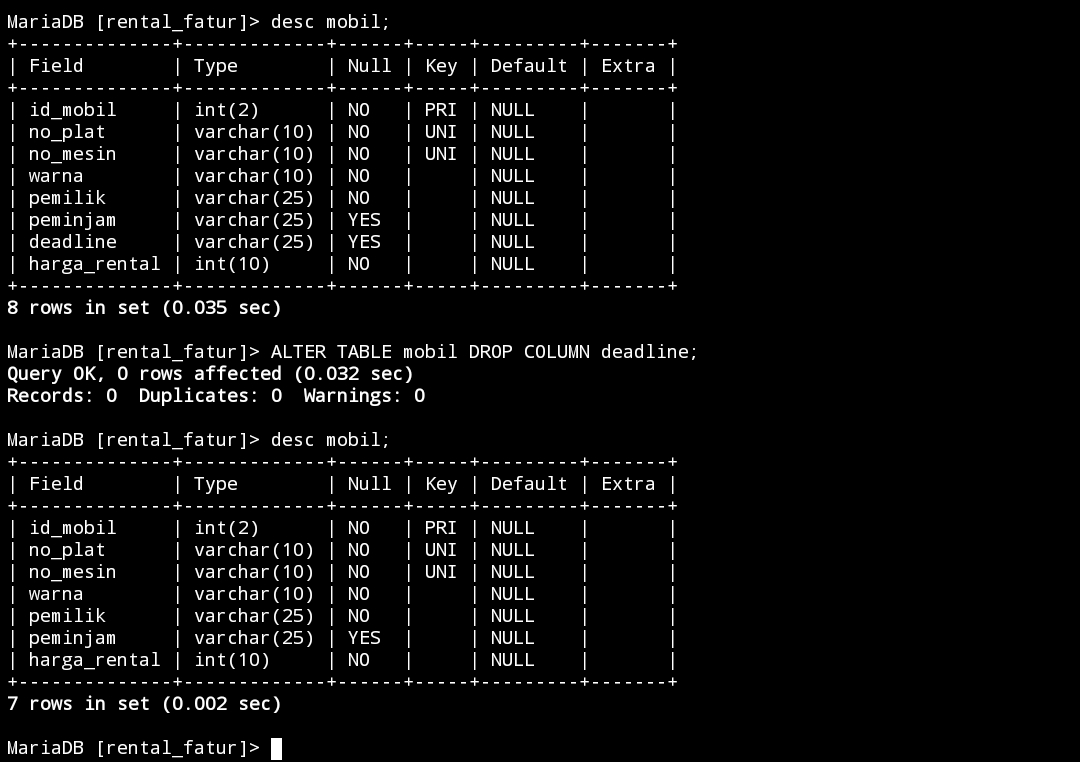 MariaDB [rental_fatur]> desc mobil;
+--------------+-------------+------+-----+---------+-------+
| Field        | Type        | Null | Key | Default | Extra |
+--------------+-------------+------+-----+---------+-------+
| id_mobil     | int(2)      | NO   | PRI | NULL    |       |
| no_plat      | varchar(10) | NO   | UNI | NULL    |       |
| no_mesin     | varchar(10) | NO   | UNI | NULL    |       |
| warna        | varchar(10) | NO   |     | NULL    |       |
| pemilik      | varchar(25) | NO   |     | NULL    |       |
| peminjam     | varchar(25) | YES  |     | NULL    |       |
| deadline     | varchar(25) | YES  |     | NULL    |       |
| harga_rental | int(10)     | NO   |     | NULL    |       |
+--------------+-------------+------+-----+---------+-------+
8 rows in set (0.035 sec)
MariaDB [rental_fatur]> ALTER TABLE mobil DROP COLUMN deadline;
Query OK, 0 rows affected (0.032 sec)
Records: 0  Duplicates: 0  Warnings: 0
MariaDB [rental_fatur]> desc mobil;
+--------------+-------------+------+-----+---------+-------+
| Field        | Type        | Null | Key | Default | Extra |
+--------------+-------------+------+-----+---------+-------+
| id_mobil     | int(2)      | NO   | PRI | NULL    |       |
| no_plat      | varchar(10) | NO   | UNI | NULL    |       |
| no_mesin     | varchar(10) | NO   | UNI | NULL    |       |
| warna        | varchar(10) | NO   |     | NULL    |       |
| pemilik      | varchar(25) | NO   |     | NULL    |       |
| peminjam     | varchar(25) | YES  |     | NULL    |       |
| harga_rental | int(10)     | NO   |     | NULL    |       |
+--------------+-------------+------+-----+---------+-------+
7 rows in set (0.002 sec)
MariaDB [rental_fatur]>